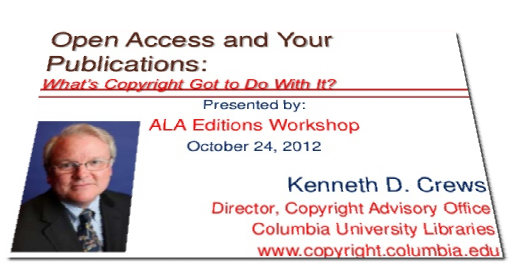 Open Access and Your
Publications:
What's Copyright Got to Do With It?
Presented by:
ALA Editions Workshop
October 24, 2012
Kenneth D. Crews
Director, Copyright Advisory Office
Columbia University Libraries
www.copyright.columbia.edu